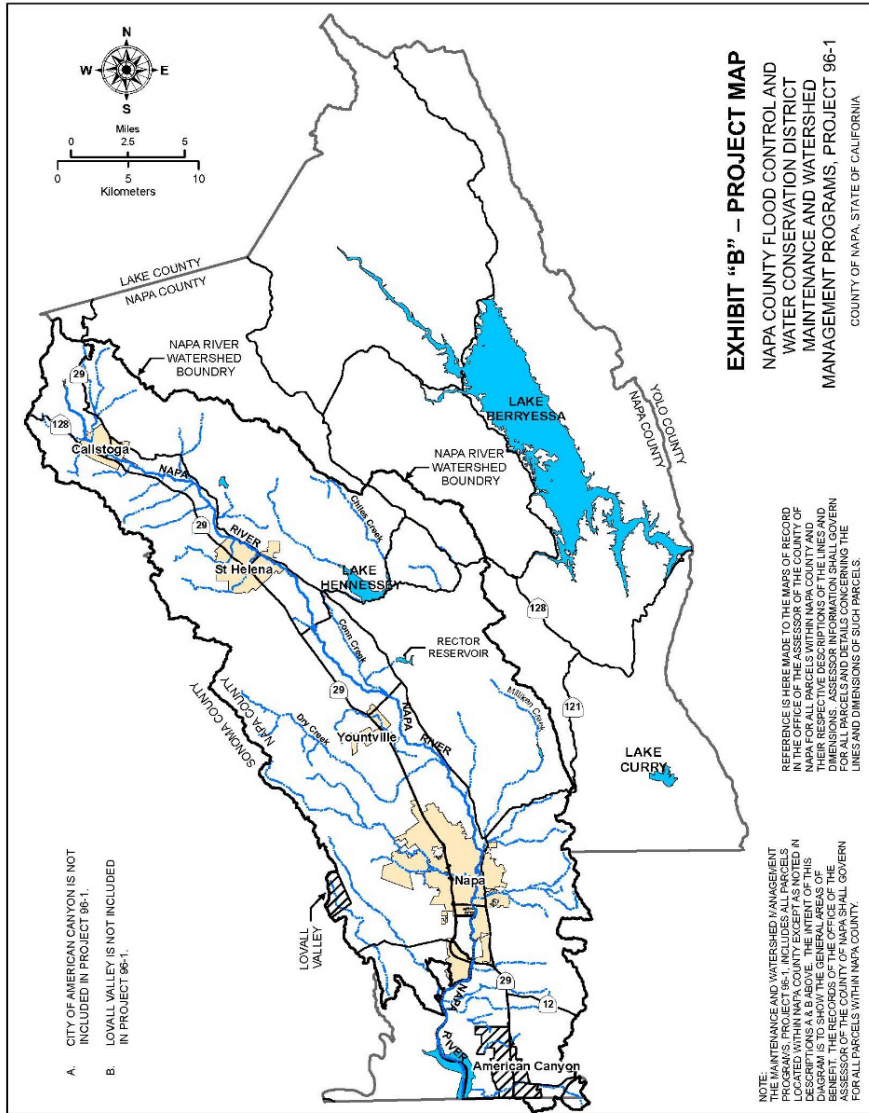 N
W E
S
Miles
0 2.5 5
0 5 10
Kilometers
LAKE COUNTY
NAPA COUNTY
NAPA RIVER
WATERSHED
BOUNDRY
29
128
Calistoga
NAPA
RIVER
29
St Helena
Chiles Creek
LAKE
HENNESSEY
NAPA RIVER
WATERSHED
BOUNDRY
LAKE
BERRYESSA
YOLO COUNTY
NAPA COUNTY
Conn Creek
RECTOR
RESERVOIR
128
29
SONOMA COUNTY
NAPA COUNTY
Dry Creek
Yountville
NAPA
RIVER
Milliken Creek
121
LAKE
CURRY
Napa
LOVALL
VALLEY
29
12
NAPA
RIVER
American Canyon
A. CITY OF AMERICAN CANYON IS NOT
INCLUDED IN PROJECT 96-1.
B. LOVALL VALLEY IS NOT INCLUDED
IN PROJECT 96-1.
EXHIBIT “B” – PROJECT MAP
NAPA COUNTY FLOOD CONTROL AND
WATER CONSERVATION DISTRICT
MAINTENANCE AND WATERSHED
MANAGEMENT PROGRAMS, PROJECT 96-1
COUNTY OF NAPA, STATE OF CALIFORNIA
REFERENCE IS HERE MADE TO THE MAPS OF RECORD
IN THE OFFICE OF THE ASSESSOR OF THE COUNTY OF
NAPA FOR ALL PARCELS WITHIN NAPA COUNTY AND
THEIR RESPECTIVE DESCRIPTIONS OF THE LINES AND
DIMENSIONS. ASSESSOR INFORMATION SHALL GOVERN
FOR ALL PARCELS AND DETAILS CONCERNING THE
LINES AND DIMENSIONS OF SUCH PARCELS.
NOTE:
THE MAINTENANCE AND WATERSHED MANAGEMENT
PROGRAMS, PROJECT 96-1, INCLUDES ALL PARCELS
LOCATED WITHIN NAPA COUNTY EXCEPT AS NOTED IN
DESCRIPTIONS A & B ABOVE. THE INTENT OF THIS
DIAGRAM IS TO SHOW THE GENERAL AREAS OF
BENEFIT. THE RECORDS OF THE OFFICE OF THE
ASSESSOR OF THE COUNTY OF NAPA SHALL GOVERN
FOR ALL PARCELS WITHIN NAPA COUNTY.